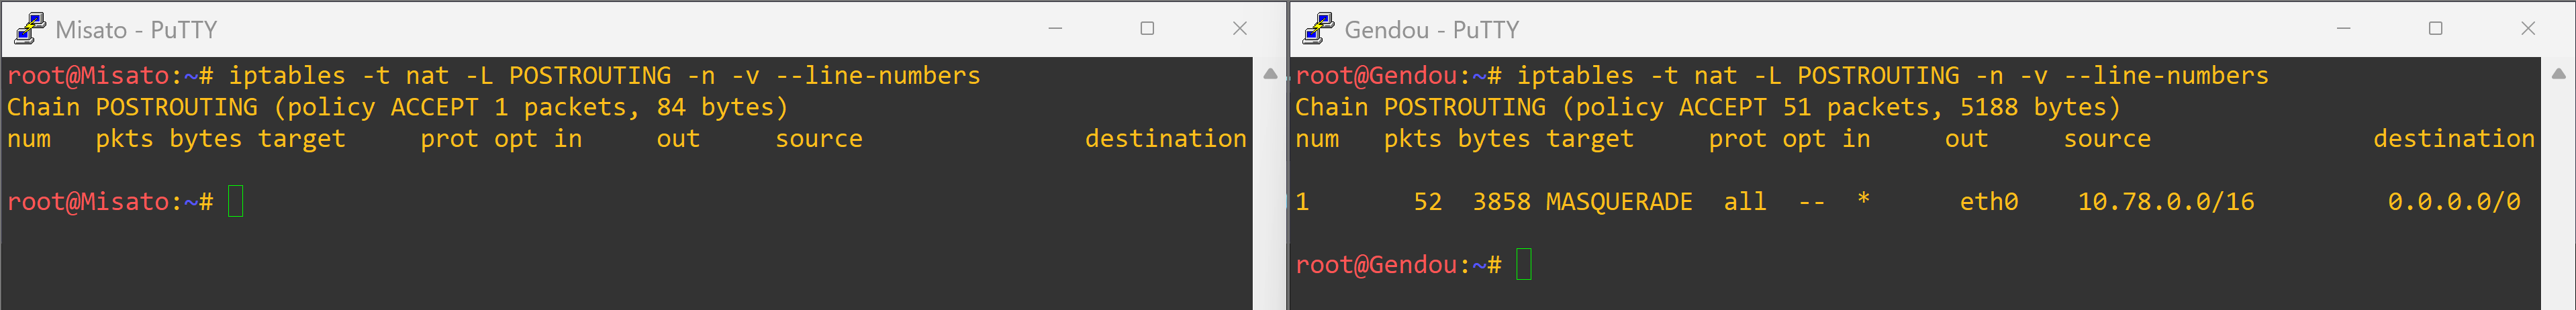 Misato - PuTTY
root@Misato:~# iptables -t nat -L POSTROUTING -n -v --line-numbers
Chain POSTROUTING (policy ACCEPT 1 packets, 84 bytes)
num   pkts bytes target     prot opt in     out     source               destination
root@Misato:~#
Gendou - PuTTY
root@Gendou:~# iptables -t nat -L POSTROUTING -n -v --line-numbers
Chain POSTROUTING (policy ACCEPT 51 packets, 5188 bytes)
num   pkts bytes target     prot opt in     out     source               destination
1       52  3858 MASQUERADE  all  --  *      eth0    10.78.0.0/16         0.0.0.0/0
root@Gendou:~#